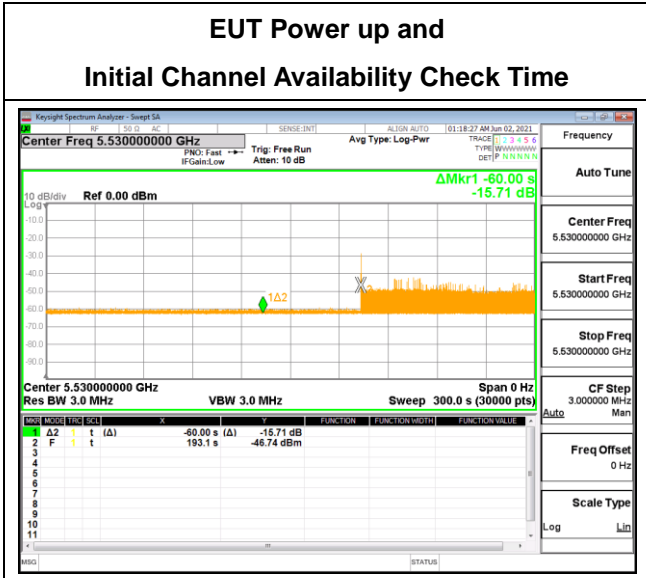 EUT Power up and
Initial Channel Availability Check Time
Keysight Spectrum Analyzer - Swept SA
RF 50 Ω AC SENSE:INT ALIGN AUTO 01:18:27 AM Jun 02, 2021
Center Freq 5.530000000 GHz
PNO: Fast Trig: Free Run Avg Type: Log-Pwr TRACE 1 2 3 4 5 6
IFGain:Low Atten: 10 dB TYPE WWWWWW
DET P N N N N N
Frequency
ΔMkr1 -60.00 s
-15.71 dB
10 dB/div Ref 0.00 dBm
Log
-10.0
-20.0
-30.0
-40.0
-50.0
-60.0
-70.0
-80.0
-90.0
1Δ2
Center 5.530000000 GHz Span 0 Hz
Res BW 3.0 MHz VBW 3.0 MHz Sweep 300.0 s (30000 pts)
MKR MODE TRC SCL X Y FUNCTION FUNCTION WIDTH FUNCTION VALUE
1 Δ2 1 t (Δ) -60.00 s (Δ) -15.71 dB
2 F 1 t 193.1 s -46.74 dBm
3
4
5
6
7
8
9
10
11
MSG STATUS
Auto Tune
Center Freq
5.530000000 GHz
Start Freq
5.530000000 GHz
Stop Freq
5.530000000 GHz
CF Step
3.000000 MHz
Auto Man
Freq Offset
0 Hz
Scale Type
Log Lin